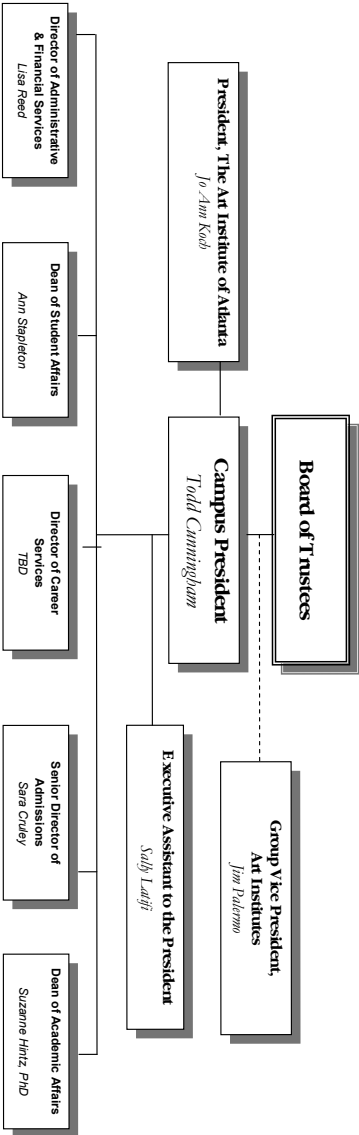 Board of Trustees
Group Vice President,
Art Institutes
Jim Palermo
President, The Art Institute of Atlanta
Jo Ann Koch
Campus President
Todd Cunningham
Executive Assistant to the President
Sally Latifi
Director of Administrative
& Financial Services
Lisa Reed
Dean of Student Affairs
Ann Stapleton
Director of Career
Services
TBD
Senior Director of
Admissions
Sara Cruley
Dean of Academic Affairs
Suzanne Hintz, PhD